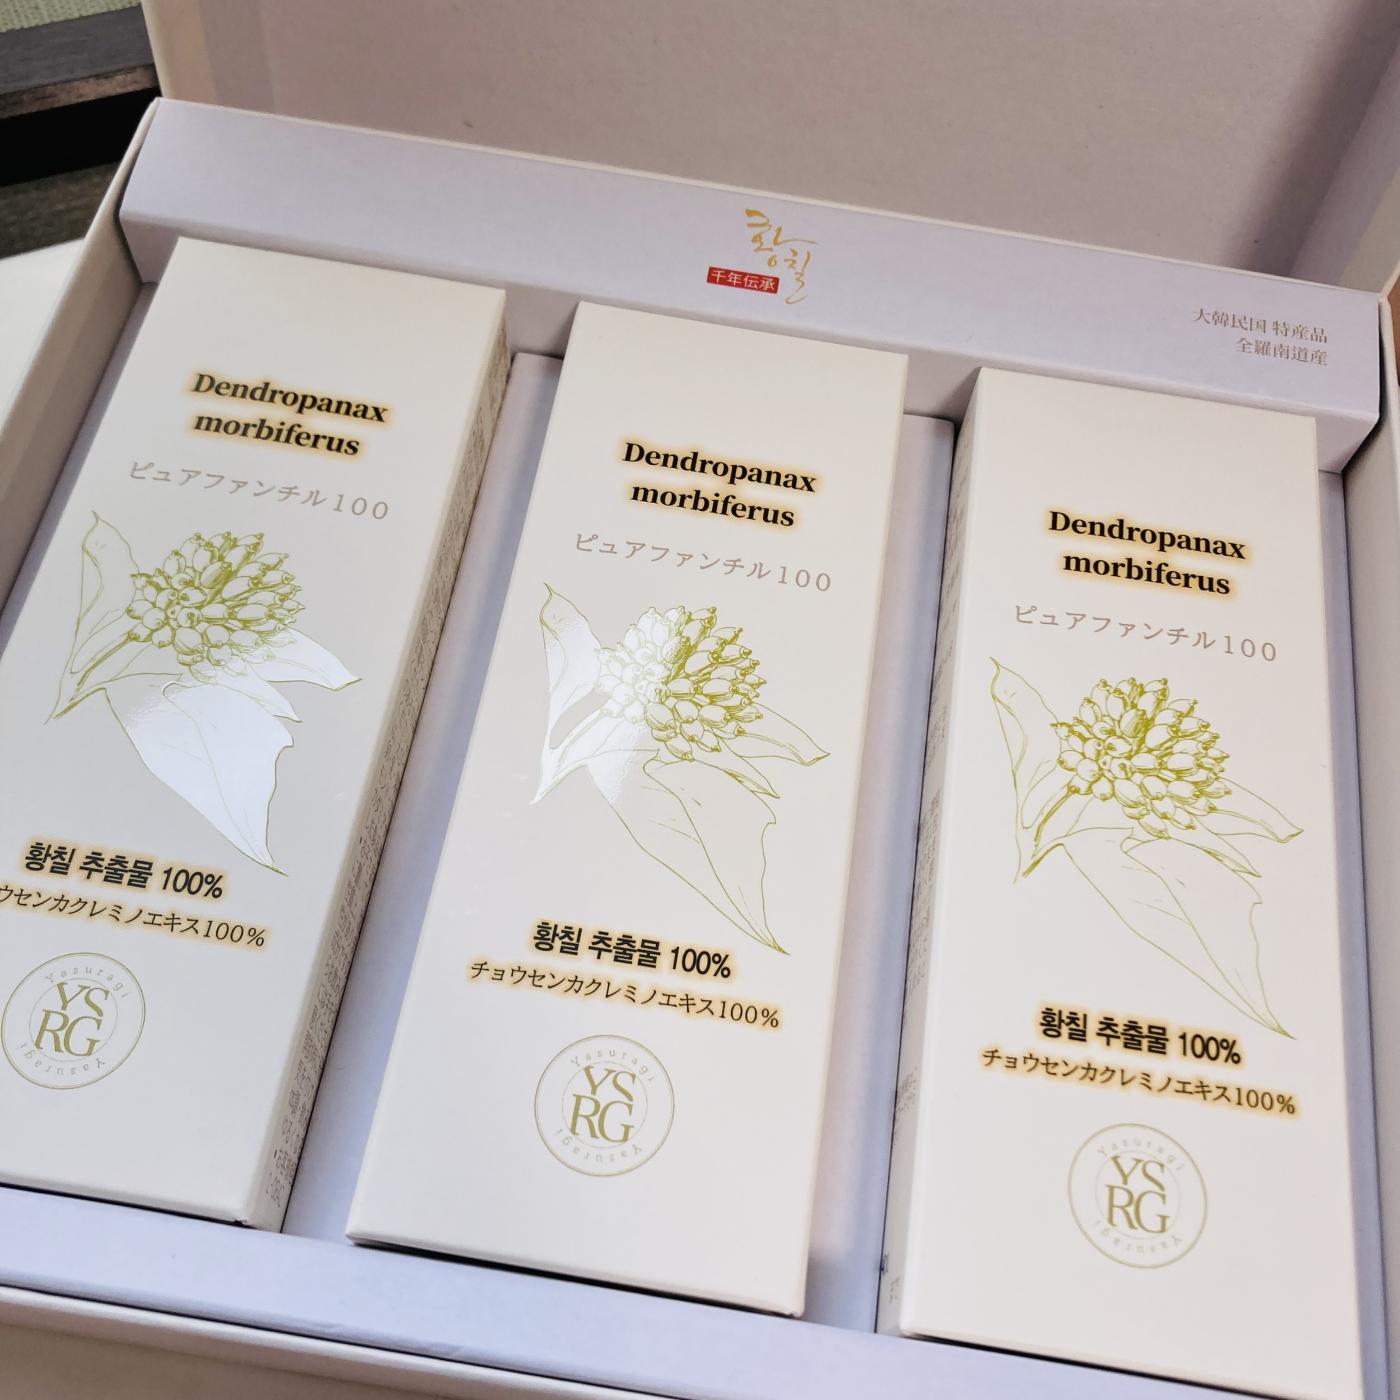 황칠
千年伝承
大韓民国 特産品
全羅南道産
Dendropanax
morbiferus
ピュアファンチル100
황칠 추출물 100%
ウセンカクレミノエキス100%
Yasuragi
YS
RG
Yasuragi
Dendropanax
morbiferus
ピュアファンチル100
황칠 추출물 100%
チョウセンカクレミノエキス100%
Yasuragi
YS
RG
Yasuragi
Dendropanax
morbiferus
ピュアファンチル100
황칠 추출물 100%
チョウセンカクレミノエキス100%
Yasuragi
YS
RG
Yasuragi